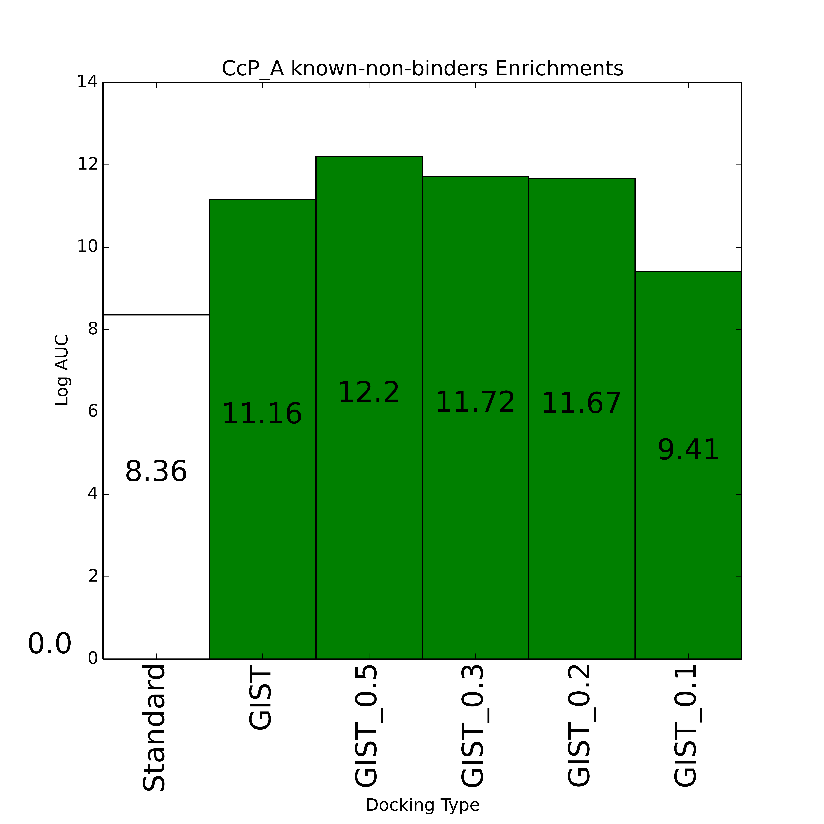 CcP_A known-non-binders Enrichments
14
12
10
8
6
4
2
0
Log AUC
0.0
8.36
11.16
12.2
11.72
11.67
9.41
Standard
GIST
GIST_0.5
GIST_0.3
GIST_0.2
GIST_0.1
Docking Type